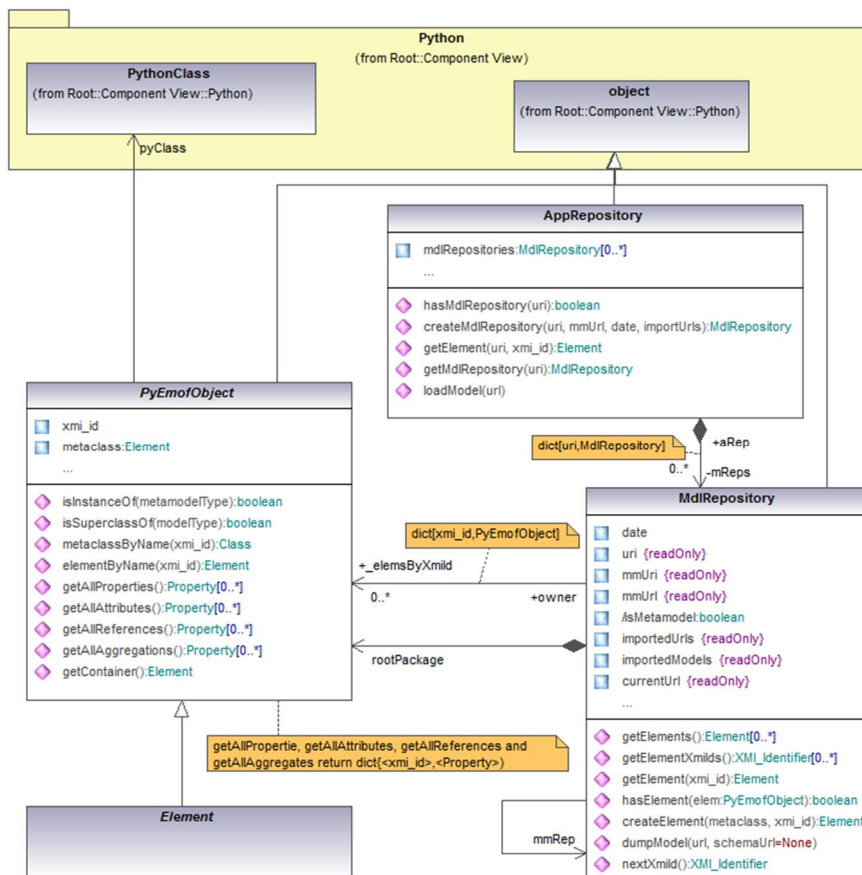 Python
(from Root::Component View)
PythonClass
(from Root::Component View::Python)
object
(from Root::Component View::Python)
pyClass
AppRepository
mdlRepositories:MdlRepository[0..*]
...
hasMdlRepository(uri):boolean
createMdlRepository(uri, mmUrl, date, importUrls):MdlRepository
getElement(uri, xmi_id):Element
getMdlRepository(uri):MdlRepository
loadModel(url)
PyEmofObject
xmi_id
metaclass:Element
...
isInstanceOf(metamodelType):boolean
isSuperclassOf(modelType):boolean
metaclassByName(xmi_id):Class
elementByName(xmi_id):Element
getAllProperties():Property[0..*]
getAllAttributes():Property[0..*]
getAllReferences():Property[0..*]
getAllAggregations():Property[0..*]
getContainer():Element
dict[uri,MdlRepository]
+aRep
0..*
-mReps
dict[xmi_id,PyEmofObject]
+_elemsByXmiId
0..*
+owner
rootPackage
MdlRepository
date
uri {readOnly}
mmUri {readOnly}
mmUrl {readOnly}
/isMetamodel:boolean
importedUrls {readOnly}
importedModels {readOnly}
currentUrl {readOnly}
...
getElements():Element[0..*]
getElementXmiIds():XMI_Identifier[0..*]
getElement(xmi_id):Element
hasElement(elem:PyEmofObject):boolean
createElement(metaclass, xmi_id):Element
dumpModel(url, schemaUrl=None)
nextXmiId():XMI_Identifier
mmRep
getAllPropertie, getAllAttributes, getAllReferences and
getAllAggregates return dict{<xmi_id>,<Property>)
Element